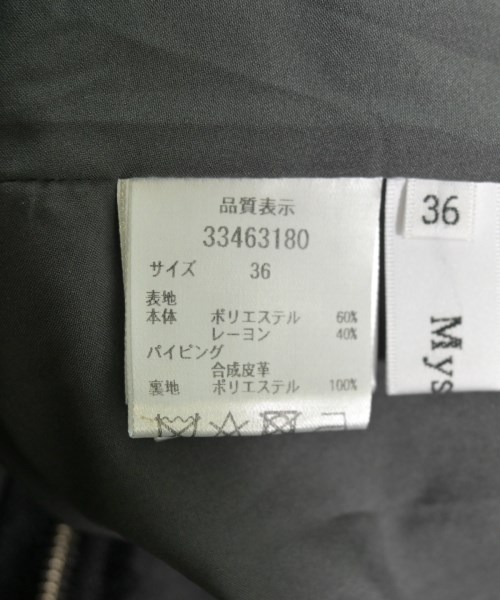 品質表示
33463180
サイズ 36
表地
本体 ポリエステル 60%
レーヨン 40%
パイピング
合成皮革
裏地 ポリエステル 100%
36